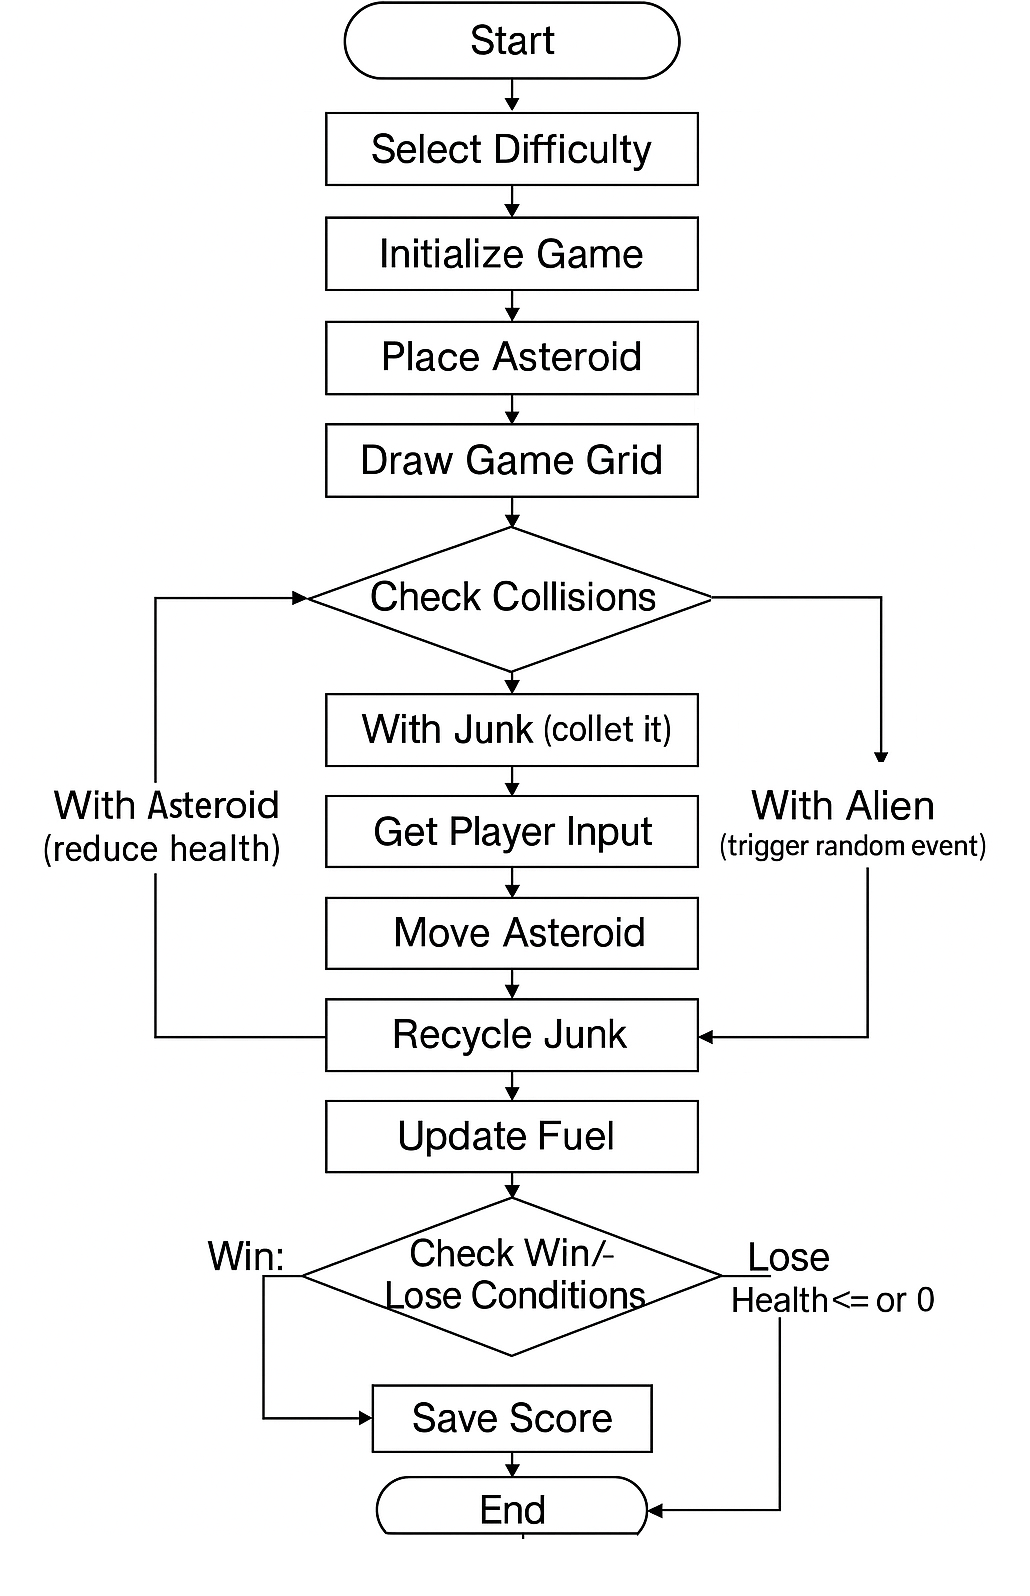 Start
Select Difficulty
Initialize Game
Place Asteroid
Draw Game Grid
Check Collisions
With Junk (collet it)
Get Player Input
With Asteroid
(reduce health)
With Alien
(trigger random event)
Move Asteroid
Recycle Junk
Update Fuel
Check Win/-
Lose Conditions
Win:
Lose
Health<= or 0
Save Score
End